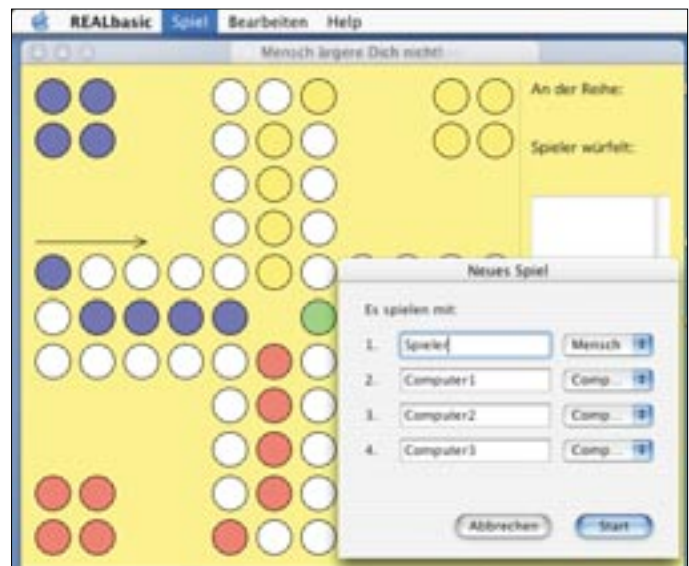 REALbasic Spiel Bearbeiten Help
Mensch ärgere Dich nicht!
An der Reihe:
Spieler würfelt:
Neues Spiel
Es spielen mit:
1. Spieler Mensch
2. Computer1 Comp...
3. Computer2 Comp...
4. Computer3 Comp...
Abbrechen Start